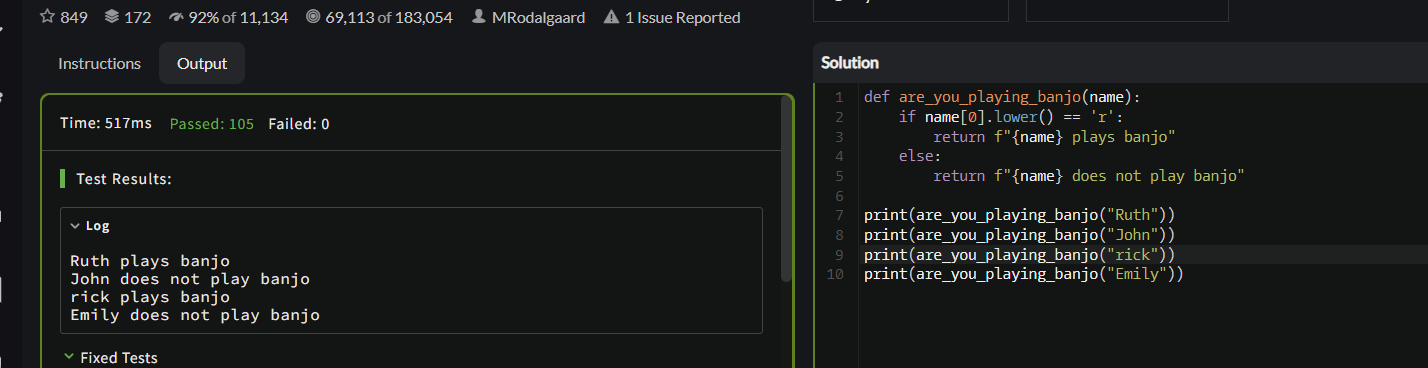 849 172 92% of 11,134 69,113 of 183,054 MRodalgaard 1 Issue Reported
Instructions Output
Time: 517ms Passed: 105 Failed: 0
Test Results:
Log
Ruth plays banjo
John does not play banjo
rick plays banjo
Emily does not play banjo
Fixed Tests
Solution
1 def are_you_playing_banjo(name):
2     if name[0].lower() == 'r':
3         return f"{name} plays banjo"
4     else:
5         return f"{name} does not play banjo"
6
7 print(are_you_playing_banjo("Ruth"))
8 print(are_you_playing_banjo("John"))
9 print(are_you_playing_banjo("rick"))
10 print(are_you_playing_banjo("Emily"))